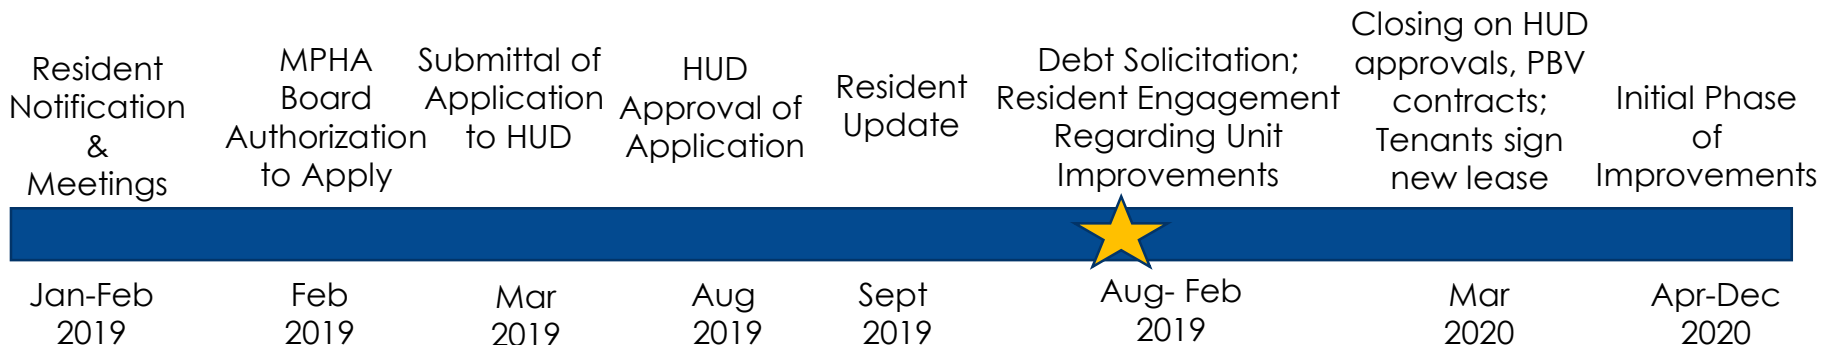 Resident
Notification
&
Meetings
MPHA
Board
Authorization
to Apply
Submittal of
Application
to HUD
HUD
Approval of
Application
Resident
Update
Debt Solicitation;
Resident Engagement
Regarding Unit
Improvements
Closing on HUD
approvals, PBV
contracts;
Tenants sign
new lease
Initial Phase
of
Improvements
Jan-Feb
2019
Feb
2019
Mar
2019
Aug
2019
Sept
2019
Aug- Feb
2019
Mar
2020
Apr-Dec
2020